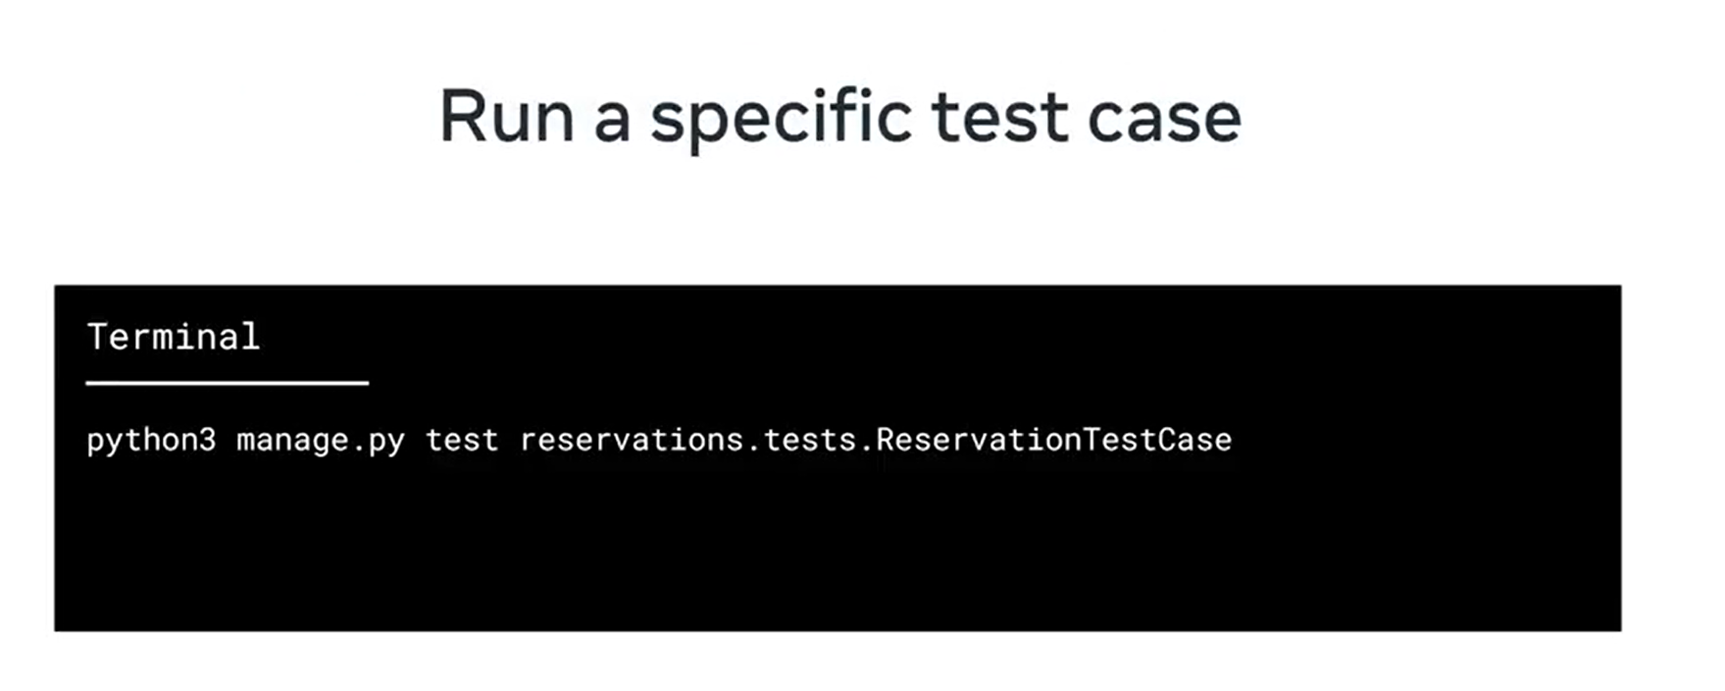 Run a specific test case
Terminal
python3 manage.py test reservations.tests.ReservationTestCase